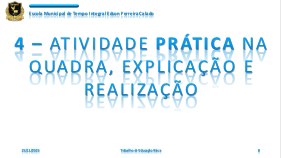 Escola Municipal de Tempo Integral Edson Ferreira Calado
4 – ATIVIDADE PRÁTICA NA
QUADRA, EXPLICAÇÃO E
REALIZAÇÃO
Trabalho de Educação Física